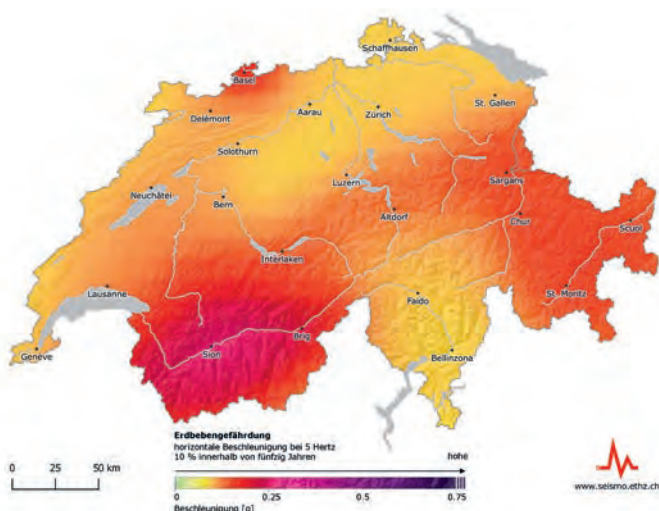 Schaffhausen
Basel
St. Gallen
Delémont
Aarau
Zürich
Solothurn
Neuchâtel
Luzern
Sargans
Bern
Altdorf
Chur
Scuol
Interlaken
Lausanne
Faido
St. Moritz
Brig
Genève
Sion
Bellinzona
Erdbebengefährdung
horizontale Beschleunigung bei 5 Hertz
10 % innerhalb von fünfzig Jahren
hohe
0 25 50 km
0 0.25 0.5 0.75
Beschleunigung [g]
www.seismo.ethz.ch